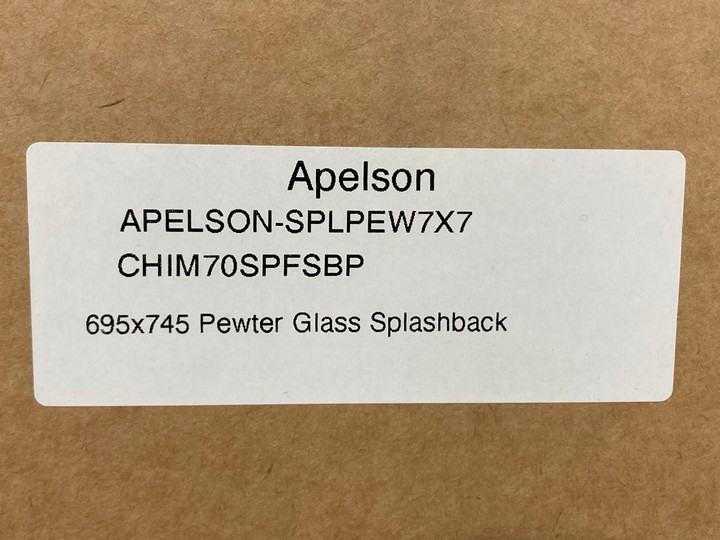 Apelson
APELSON-SPLPEW7X7
CHIM70SPFSBP
695x745 Pewter Glass Splashback